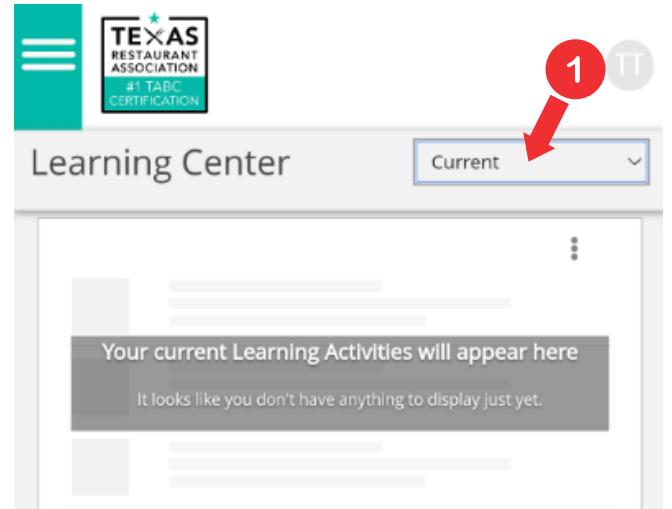 TEXAS
RESTAURANT
ASSOCIATION
#1 TABC
CERTIFICATION
1
TT
Learning Center
Current
Your current Learning Activities will appear here
It looks like you don't have anything to display just yet.